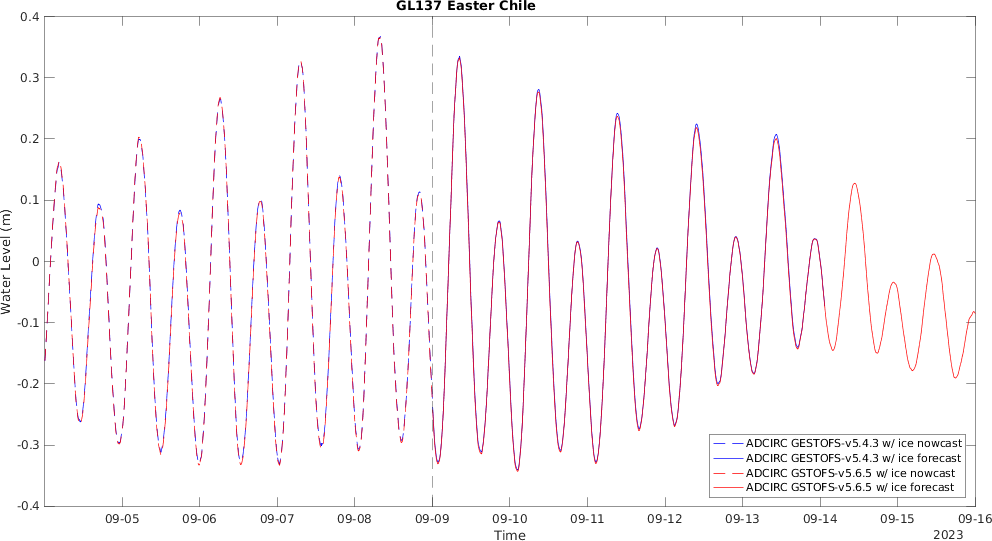 GL137 Easter Chile
0.4
0.3
0.2
0.1
0
-0.1
-0.2
-0.3
-0.4
Water Level (m)
ADCIRC GESTOFS-v5.4.3 w/ ice nowcast
ADCIRC GESTOFS-v5.4.3 w/ ice forecast
ADCIRC GSTOFS-v5.6.5 w/ ice nowcast
ADCIRC GSTOFS-v5.6.5 w/ ice forecast
09-05 09-06 09-07 09-08 09-09 09-10 09-11 09-12 09-13 09-14 09-15 09-16
Time
2023